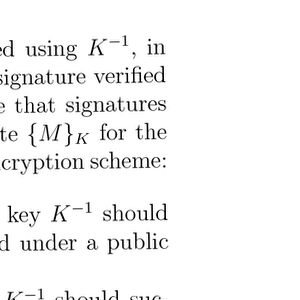 ed using K⁻¹, in
signature verified
e that signatures
te {M}_K for the
cryption scheme:
key K⁻¹ should
d under a public
K⁻¹ should suc-